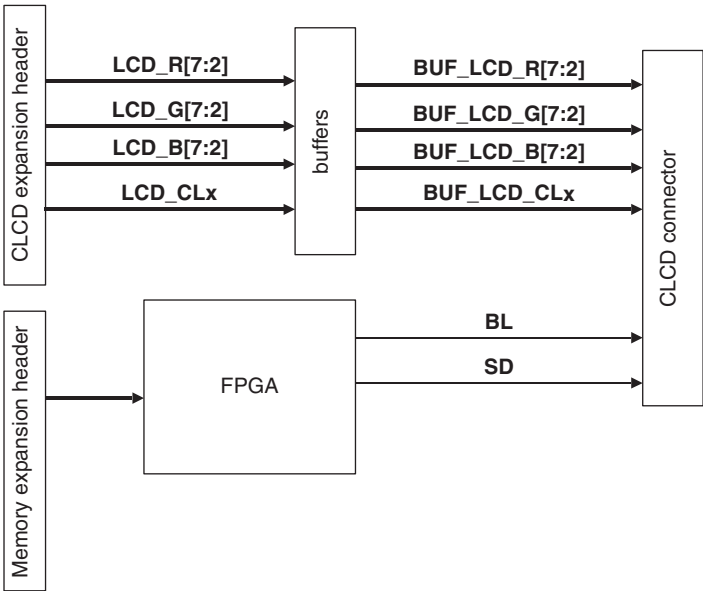 CLCD expansion header
LCD_R[7:2]
LCD_G[7:2]
LCD_B[7:2]
LCD_CLx
buffers
BUF_LCD_R[7:2]
BUF_LCD_G[7:2]
BUF_LCD_B[7:2]
BUF_LCD_CLx
CLCD connector
Memory expansion header
FPGA
BL
SD